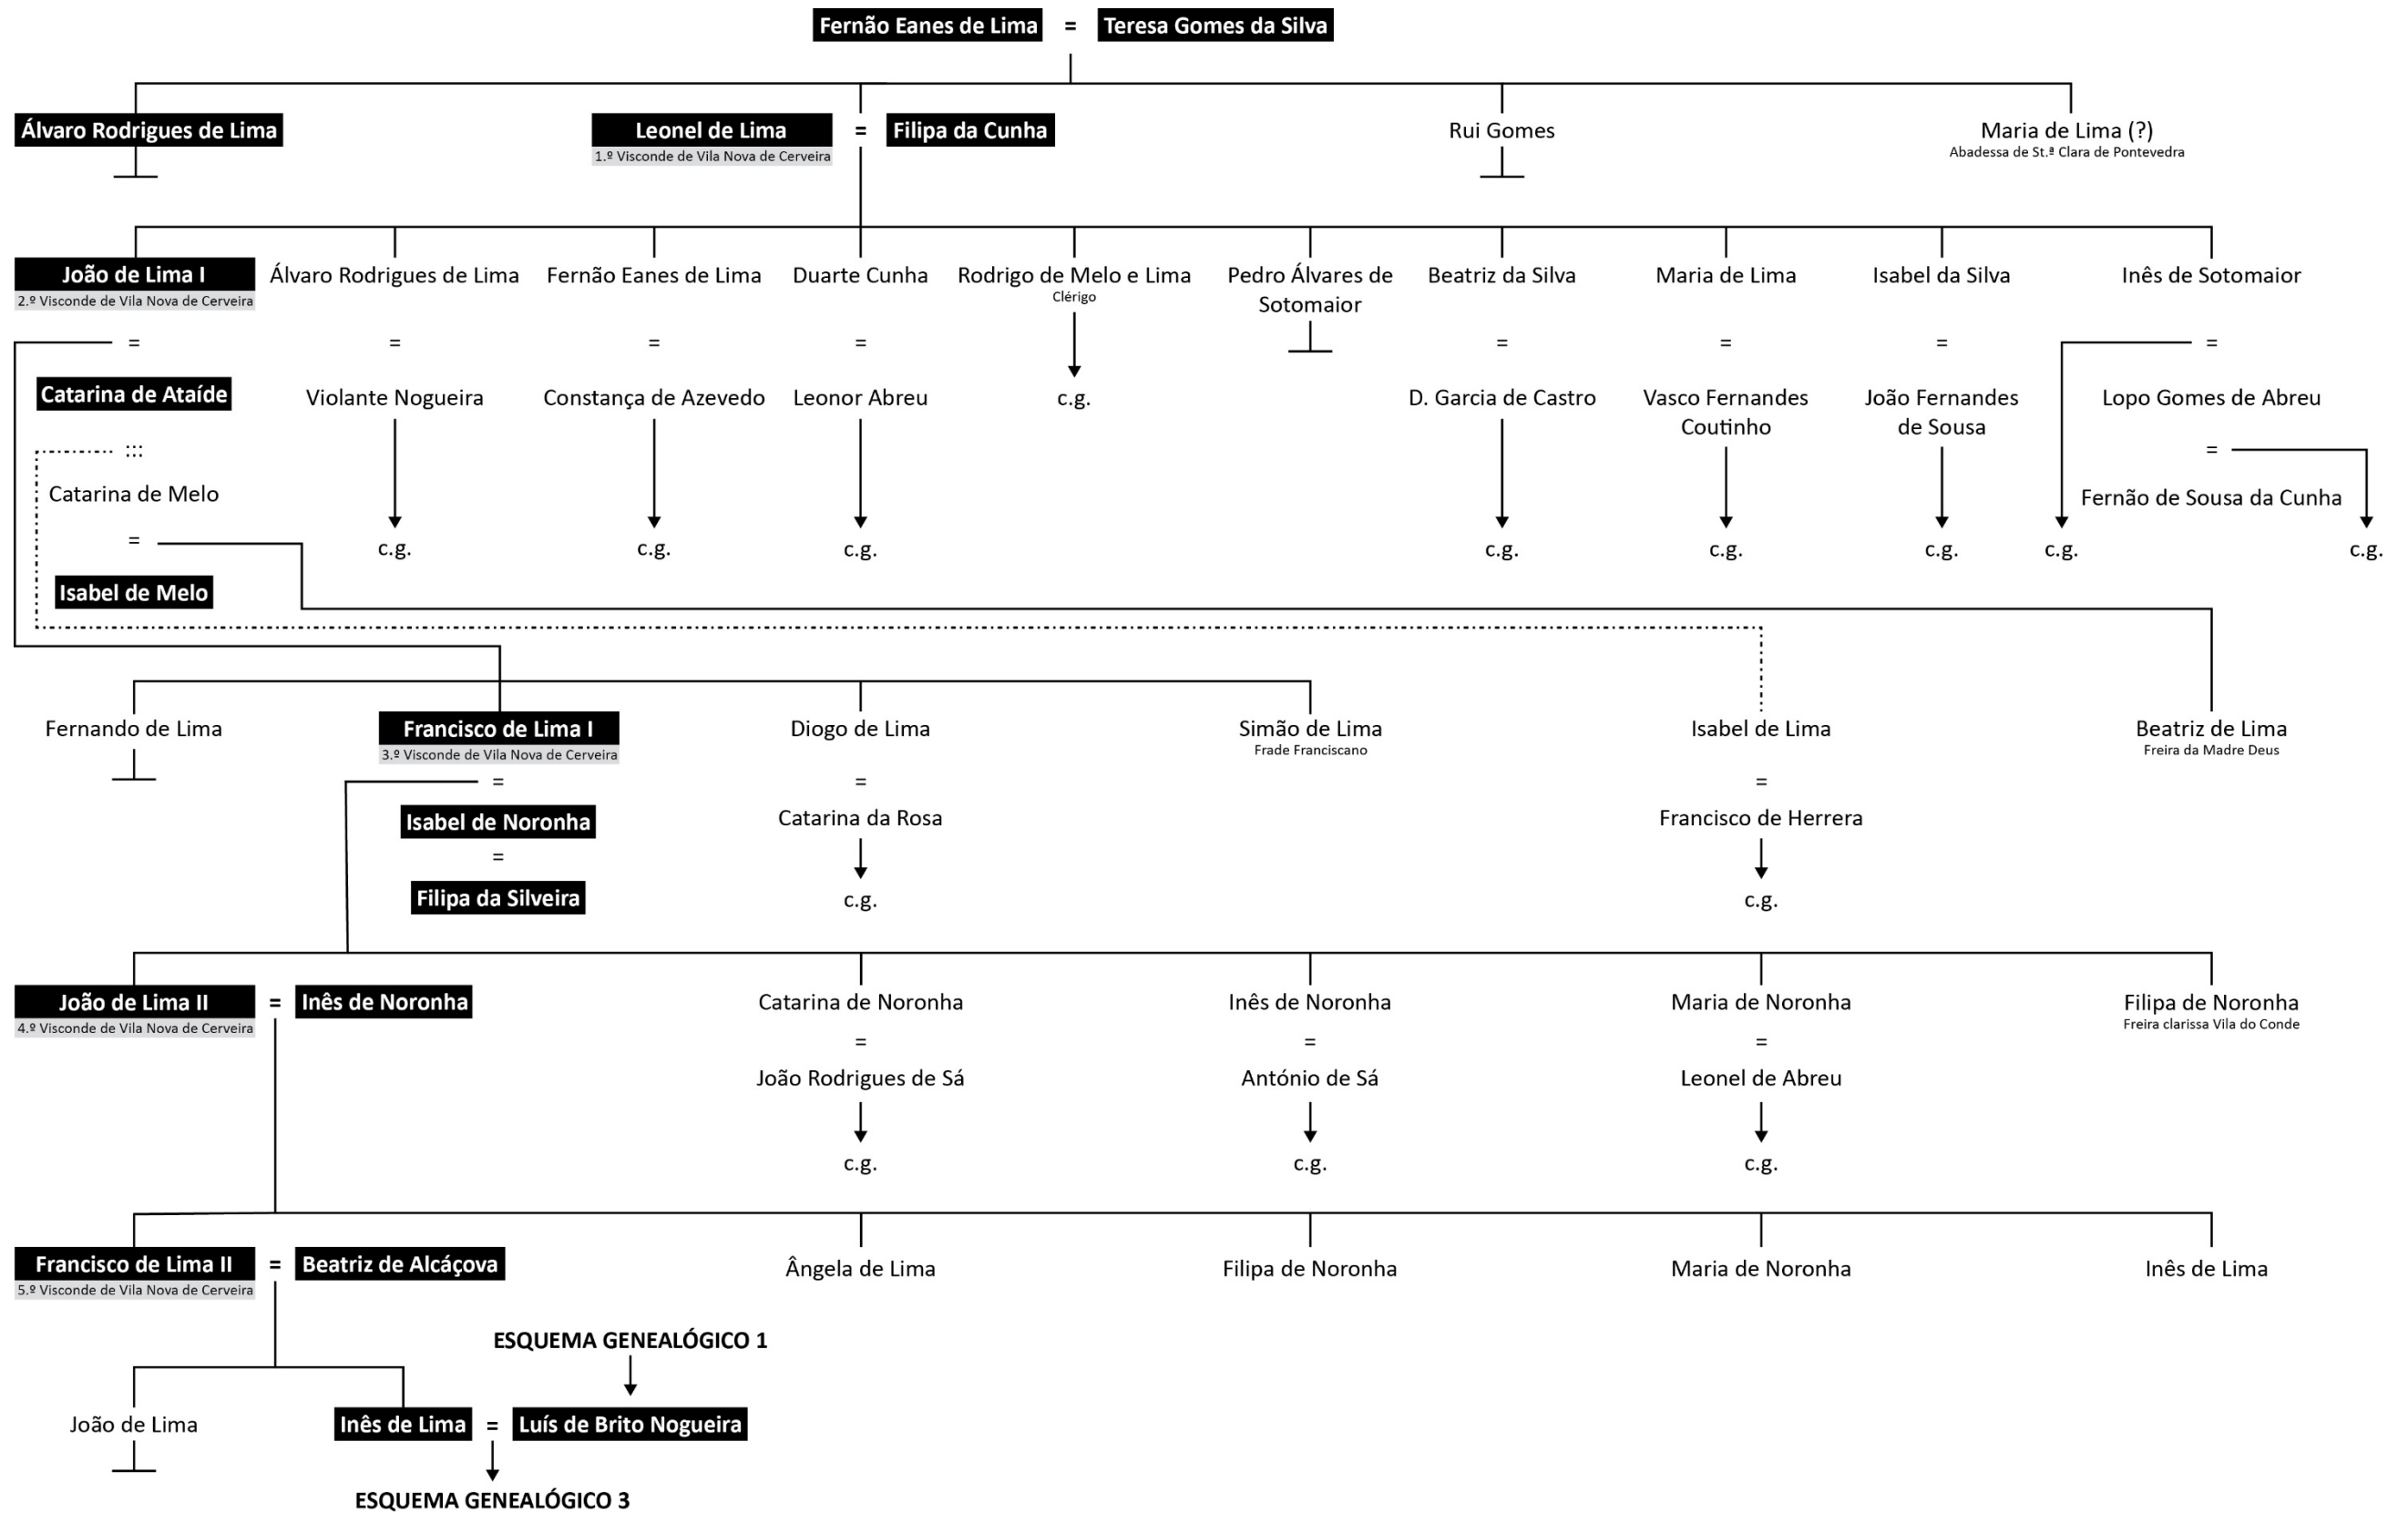 Fernão Eanes de Lima = Teresa Gomes da Silva
Álvaro Rodrigues de Lima
Leonel de Lima = Filipa da Cunha
1.º Visconde de Vila Nova de Cerveira
Rui Gomes
Maria de Lima (?)
Abadessa de St.ª Clara de Pontevedra
João de Lima I
2.º Visconde de Vila Nova de Cerveira
=
Catarina de Ataíde
:::
Catarina de Melo
=
Isabel de Melo
Álvaro Rodrigues de Lima
=
Violante Nogueira
c.g.
Fernão Eanes de Lima
=
Constança de Azevedo
c.g.
Duarte Cunha
=
Leonor Abreu
c.g.
Rodrigo de Melo e Lima
Clérigo
c.g.
Pedro Álvares de
Sotomaior
Beatriz da Silva
=
D. Garcia de Castro
c.g.
Maria de Lima
=
Vasco Fernandes
Coutinho
c.g.
Isabel da Silva
=
João Fernandes
de Sousa
c.g.
Inês de Sotomaior
=
Lopo Gomes de Abreu
=
Fernão de Sousa da Cunha
c.g.
c.g.
Fernando de Lima
Francisco de Lima I
3.º Visconde de Vila Nova de Cerveira
=
Isabel de Noronha
=
Filipa da Silveira
Diogo de Lima
=
Catarina da Rosa
c.g.
Simão de Lima
Frade Franciscano
Isabel de Lima
=
Francisco de Herrera
c.g.
Beatriz de Lima
Freira da Madre Deus
João de Lima II = Inês de Noronha
4.º Visconde de Vila Nova de Cerveira
Catarina de Noronha
=
João Rodrigues de Sá
c.g.
Inês de Noronha
=
António de Sá
c.g.
Maria de Noronha
=
Leonel de Abreu
c.g.
Filipa de Noronha
Freira clarissa Vila do Conde
Francisco de Lima II = Beatriz de Alcáçova
5.º Visconde de Vila Nova de Cerveira
Ângela de Lima
Filipa de Noronha
Maria de Noronha
Inês de Lima
ESQUEMA GENEALÓGICO 1
João de Lima
Inês de Lima = Luís de Brito Nogueira
ESQUEMA GENEALÓGICO 3